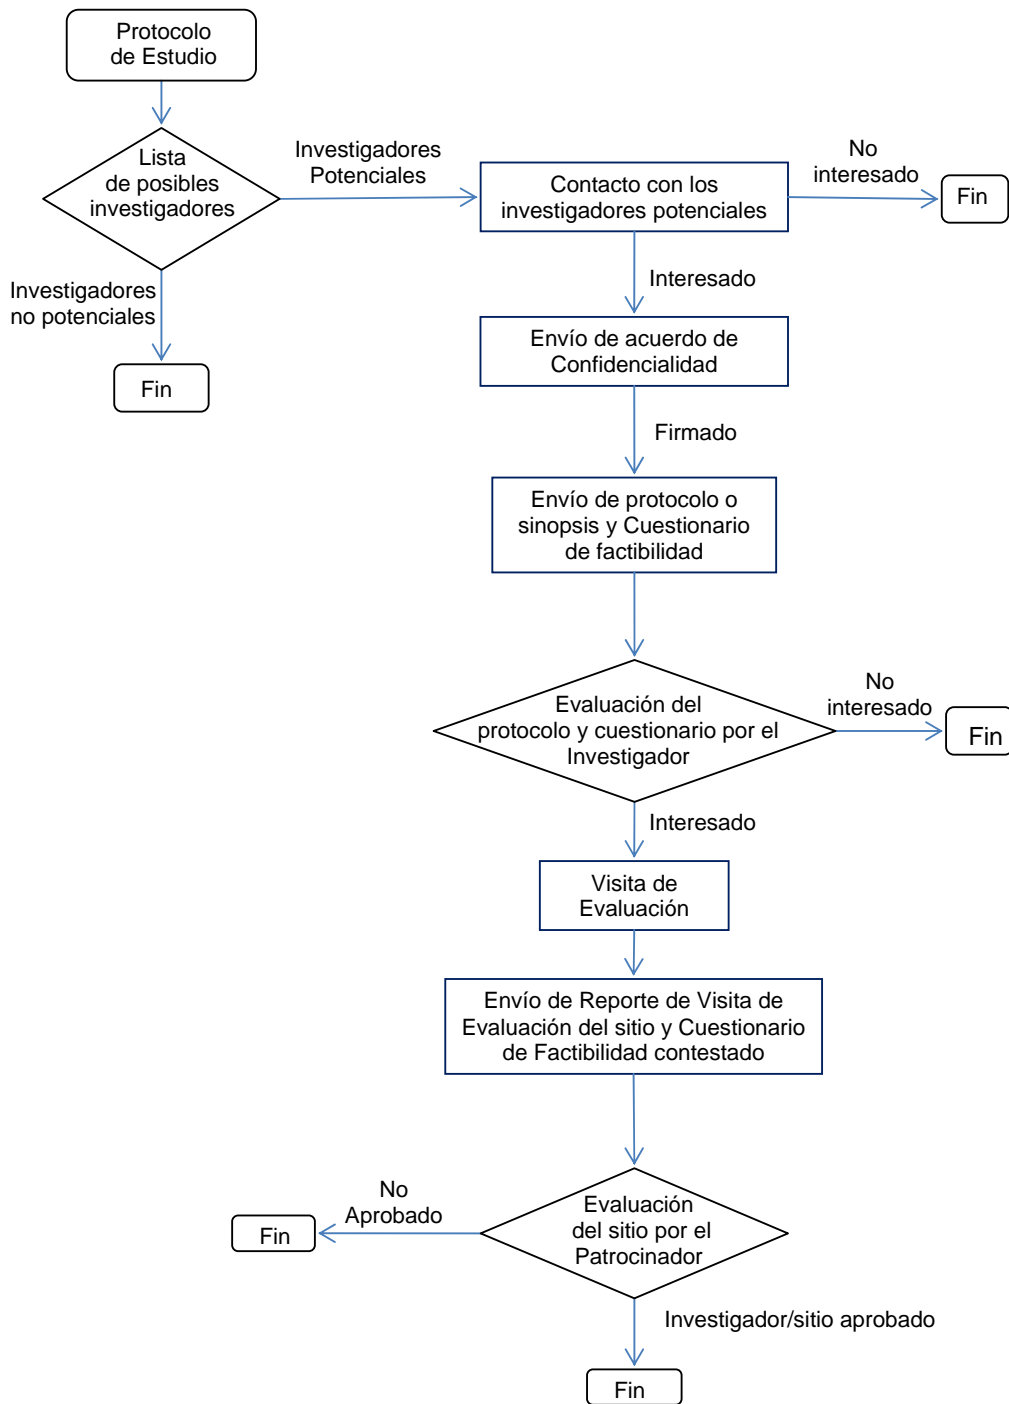 Protocolo
de Estudio
Lista
de posibles
investigadores
Investigadores
Potenciales
Contacto con los
investigadores potenciales
No
interesado
Fin
Investigadores
no potenciales
Fin
Interesado
Envío de acuerdo de
Confidencialidad
Firmado
Envío de protocolo o
sinopsis y Cuestionario
de factibilidad
Evaluación del
protocolo y cuestionario por el
Investigador
No
interesado
Fin
Interesado
Visita de
Evaluación
Envío de Reporte de Visita de
Evaluación del sitio y Cuestionario
de Factibilidad contestado
Evaluación
del sitio por el
Patrocinador
No
Aprobado
Fin
Investigador/sitio aprobado
Fin